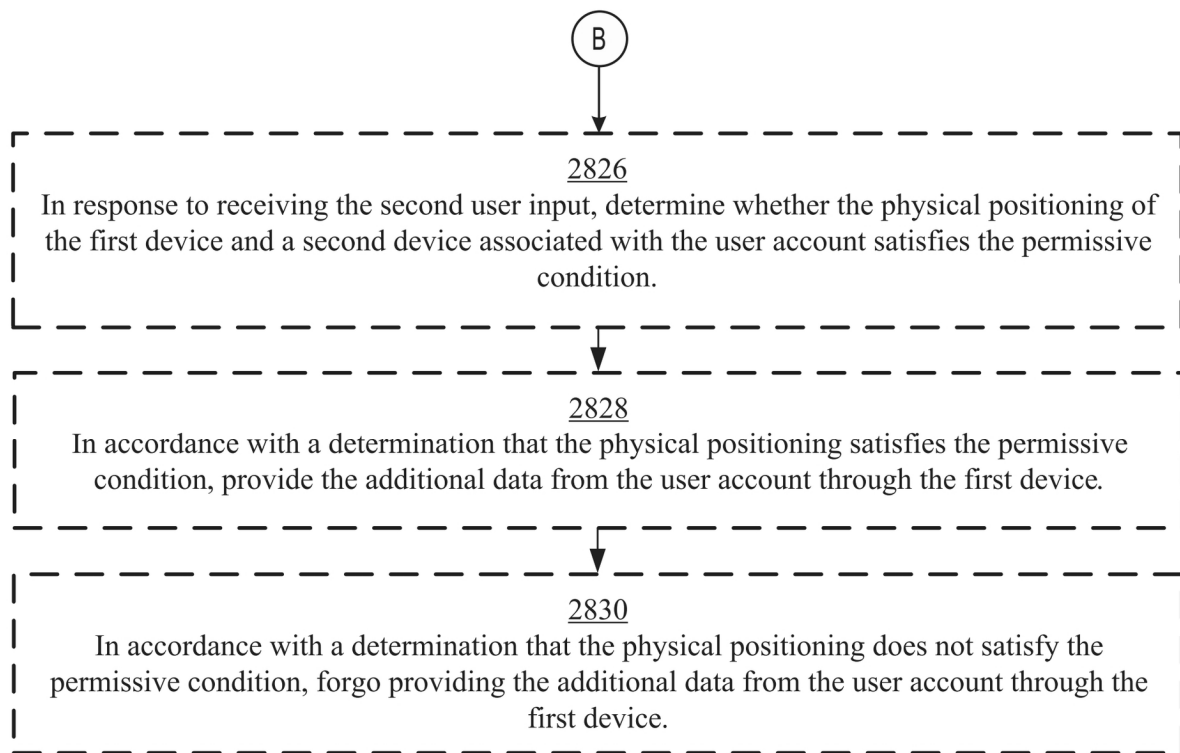 B
2826
In response to receiving the second user input, determine whether the physical positioning of
the first device and a second device associated with the user account satisfies the permissive
condition.
2828
In accordance with a determination that the physical positioning satisfies the permissive
condition, provide the additional data from the user account through the first device.
2830
In accordance with a determination that the physical positioning does not satisfy the
permissive condition, forgo providing the additional data from the user account through the
first device.